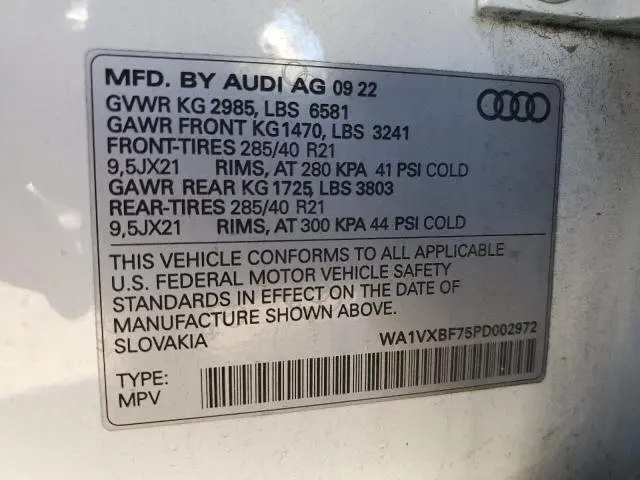 MFD. BY AUDI AG 09 22
GVWR KG 2985, LBS 6581
GAWR FRONT KG1470, LBS 3241
FRONT-TIRES 285/40 R21
9,5JX21 RIMS, AT 280 KPA 41 PSI COLD
GAWR REAR KG 1725, LBS 3803
REAR-TIRES 285/40 R21
9,5JX21 RIMS, AT 300 KPA 44 PSI COLD
THIS VEHICLE CONFORMS TO ALL APPLICABLE
U.S. FEDERAL MOTOR VEHICLE SAFETY
STANDARDS IN EFFECT ON THE DATE OF
MANUFACTURE SHOWN ABOVE.
SLOVAKIA WA1VXBF75PD002972
TYPE:
MPV